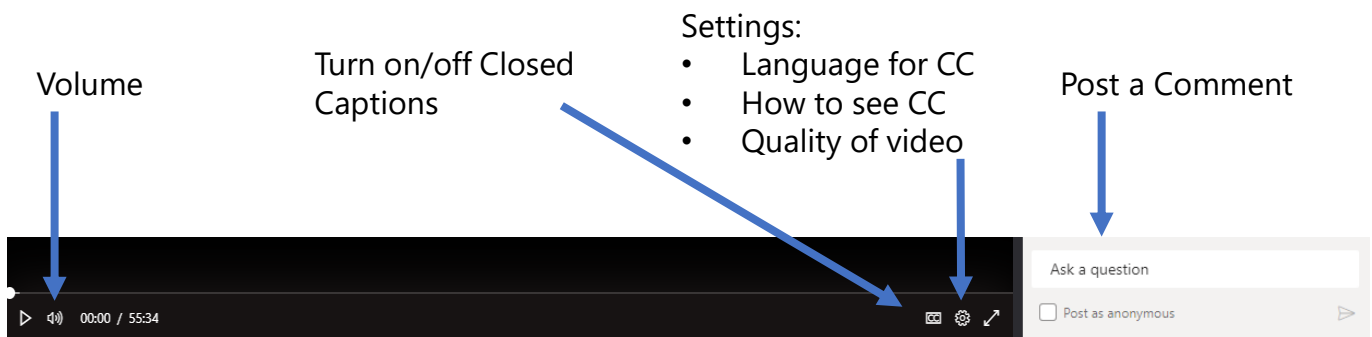 Volume
Turn on/off Closed
Captions
Settings:
• Language for CC
• How to see CC
• Quality of video
Post a Comment
00:00 / 55:34
CC
Ask a question
Post as anonymous